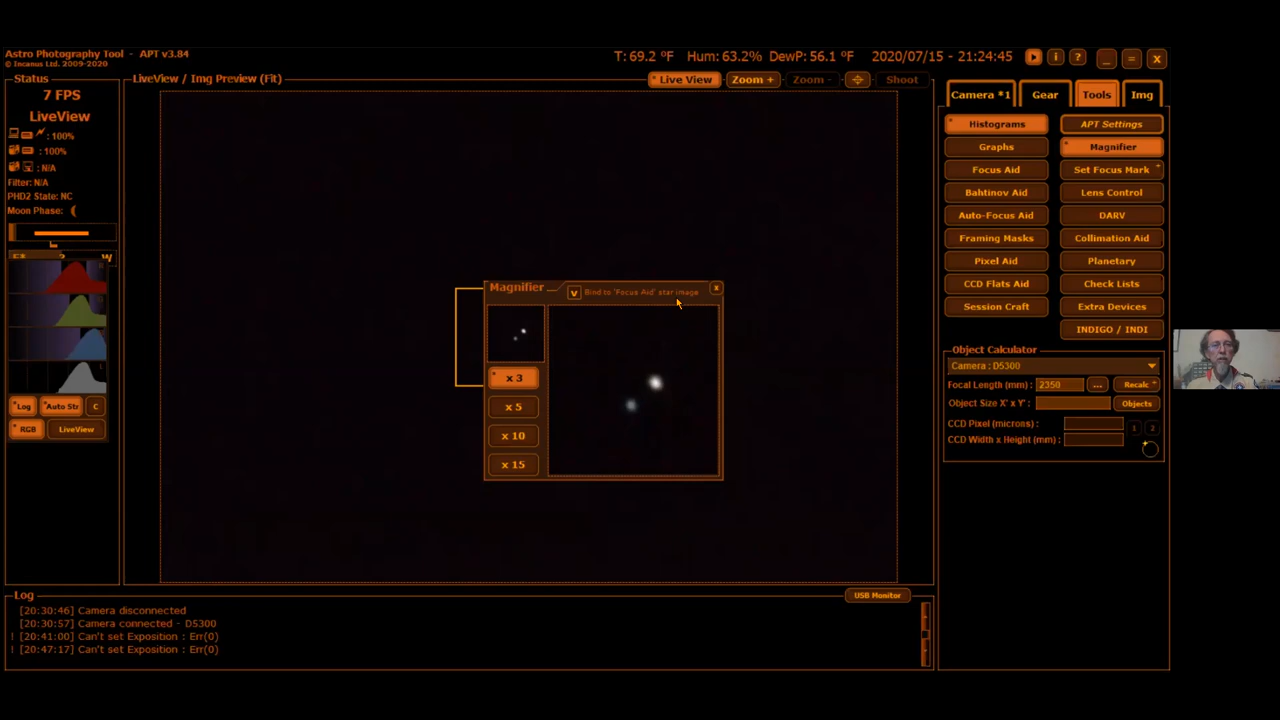 Astro Photography Tool - APT v3.84
© Incanus Ltd. 2009-2020
T: 69.2 °F Hum: 63.2% DewP: 56.1 °F 2020/07/15 - 21:24:45
i ? _ = X
Status
7 FPS
LiveView
: 100%
: 100%
: N/A
Filter: N/A
PHD2 State: NC
Moon Phase:
R
L
Log Auto Str C
RGB LiveView
LiveView / Img Preview (Fit)
Live View Zoom + Zoom - Shoot
Magnifier
v Bind to 'Focus Aid' star image x
x 3
x 5
x 10
x 15
Camera *1 Gear Tools Img
Histograms APT Settings
Graphs Magnifier
Focus Aid Set Focus Mark
Bahtinov Aid Lens Control
Auto-Focus Aid DARV
Framing Masks Collimation Aid
Pixel Aid Planetary
CCD Flats Aid Check Lists
Session Craft Extra Devices
INDIGO / INDI
Object Calculator
Camera : D5300
Focal Length (mm) : 2350 ... Recalc
Object Size X' x Y' : Objects
CCD Pixel (microns) : 1 2
CCD Width x Height (mm) :
Log
USB Monitor
[20:30:46] Camera disconnected
[20:30:57] Camera connected - D5300
! [20:41:00] Can't set Exposition : Err(0)
! [20:47:17] Can't set Exposition : Err(0)